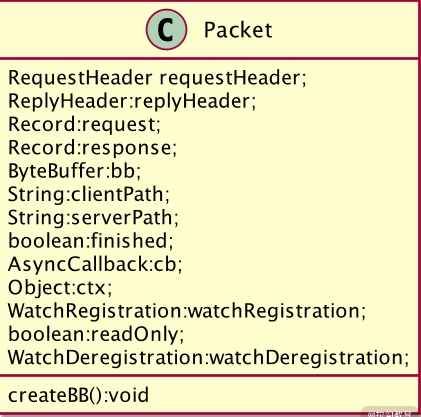 C Packet
RequestHeader requestHeader;
ReplyHeader:replyHeader;
Record:request;
Record:response;
ByteBuffer:bb;
String:clientPath;
String:serverPath;
boolean:finished;
AsyncCallback:cb;
Object:ctx;
WatchRegistration:watchRegistration;
boolean:readOnly;
WatchDeregistration:watchDeregistration;
createBB():void